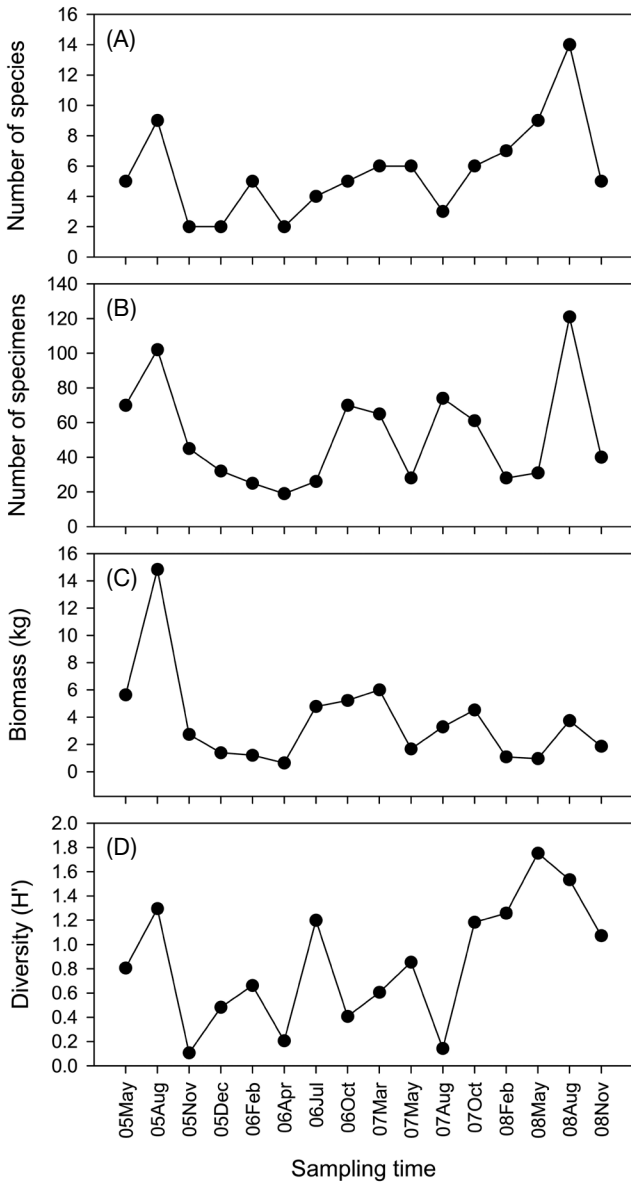 (A)
Number of species
16
14
12
10
8
6
4
2
0
(B)
Number of specimens
140
120
100
80
60
40
20
0
(C)
Biomass (kg)
16
14
12
10
8
6
4
2
0
(D)
Diversity (H')
2.0
1.8
1.6
1.4
1.2
1.0
0.8
0.6
0.4
0.2
0.0
05May
05Aug
05Nov
05Dec
06Feb
06Apr
06Jul
06Oct
07Mar
07May
07Aug
07Oct
08Feb
08May
08Aug
08Nov
Sampling time